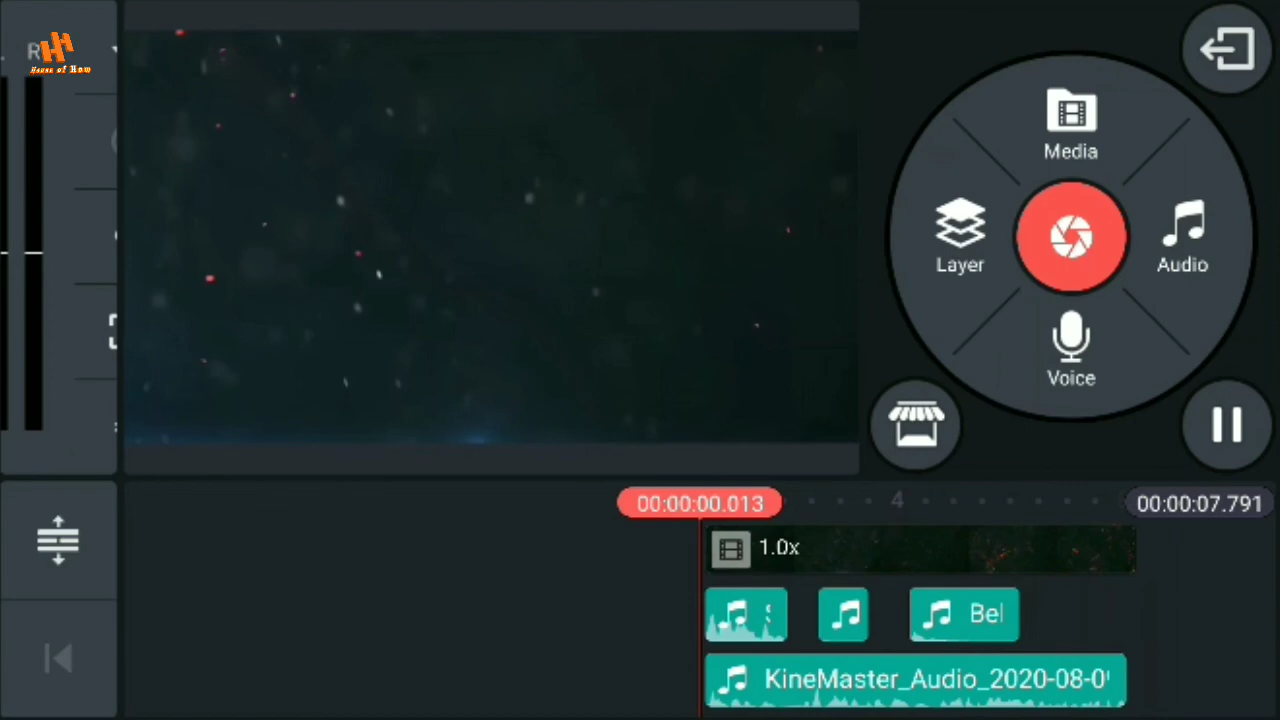 R
House of How
Media
Layer
Audio
Voice
00:00:00.013
4
00:00:07.791
1.0x
Bel
KineMaster_Audio_2020-08-0